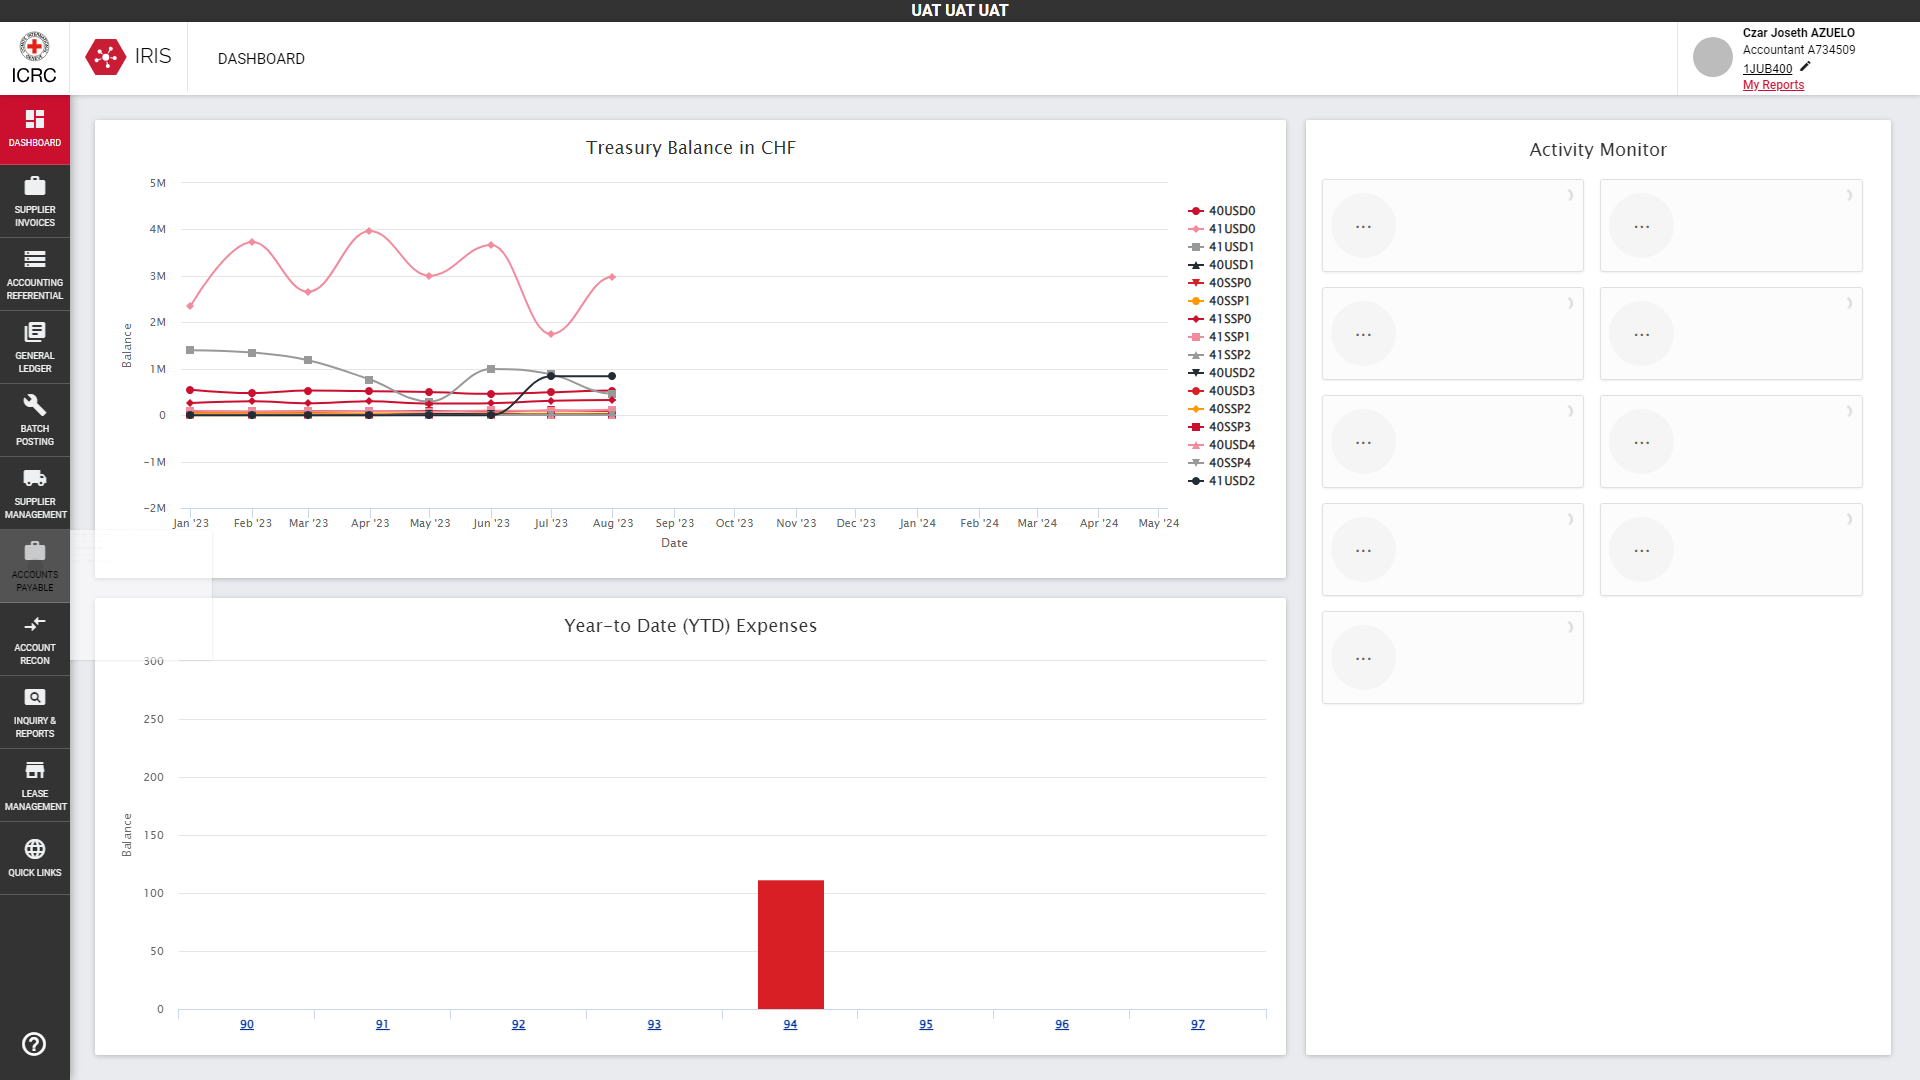 UAT UAT UAT
ICRC
IRIS
DASHBOARD
Czar Joseth AZUELO
Accountant A734509
1JUB400
My Reports
DASHBOARD
SUPPLIER
INVOICES
ACCOUNTING
REFERENTIAL
GENERAL
LEDGER
BATCH
POSTING
SUPPLIER
MANAGEMENT
ACCOUNTS
PAYABLE
ACCOUNT
RECON
INQUIRY &
REPORTS
LEASE
MANAGEMENT
QUICK LINKS
Treasury Balance in CHF
Balance
5M
4M
3M
2M
1M
0
-1M
-2M
Jan '23 Feb '23 Mar '23 Apr '23 May '23 Jun '23 Jul '23 Aug '23 Sep '23 Oct '23 Nov '23 Dec '23 Jan '24 Feb '24 Mar '24 Apr '24 May '24
Date
40USD0
41USD0
41USD1
40USD1
40SSP0
40SSP1
41SSP0
41SSP1
41SSP2
40USD2
40USD3
40SSP2
40SSP3
40USD4
40SSP4
41USD2
Year-to Date (YTD) Expenses
Balance
300
250
200
150
100
50
0
90 91 92 93 94 95 96 97
Activity Monitor
... ...
... ...
... ...
... ...
...